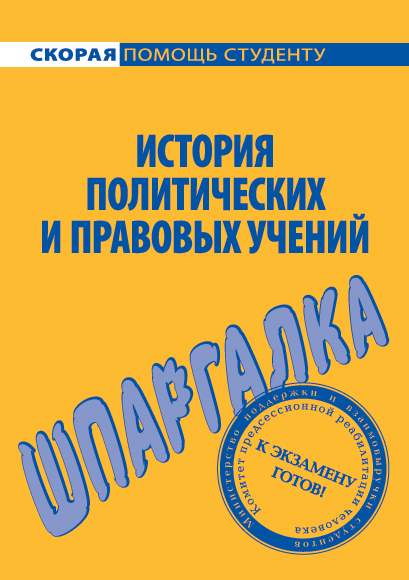 СКОРАЯ ПОМОЩЬ СТУДЕНТУ
ИСТОРИЯ
ПОЛИТИЧЕСКИХ
И ПРАВОВЫХ УЧЕНИЙ
ШПАРГАЛКА
Министерство поддержки и взаимовыручки студентов
Комитет предсессионной реабилитации человека
К ЭКЗАМЕНУ
ГОТОВ!